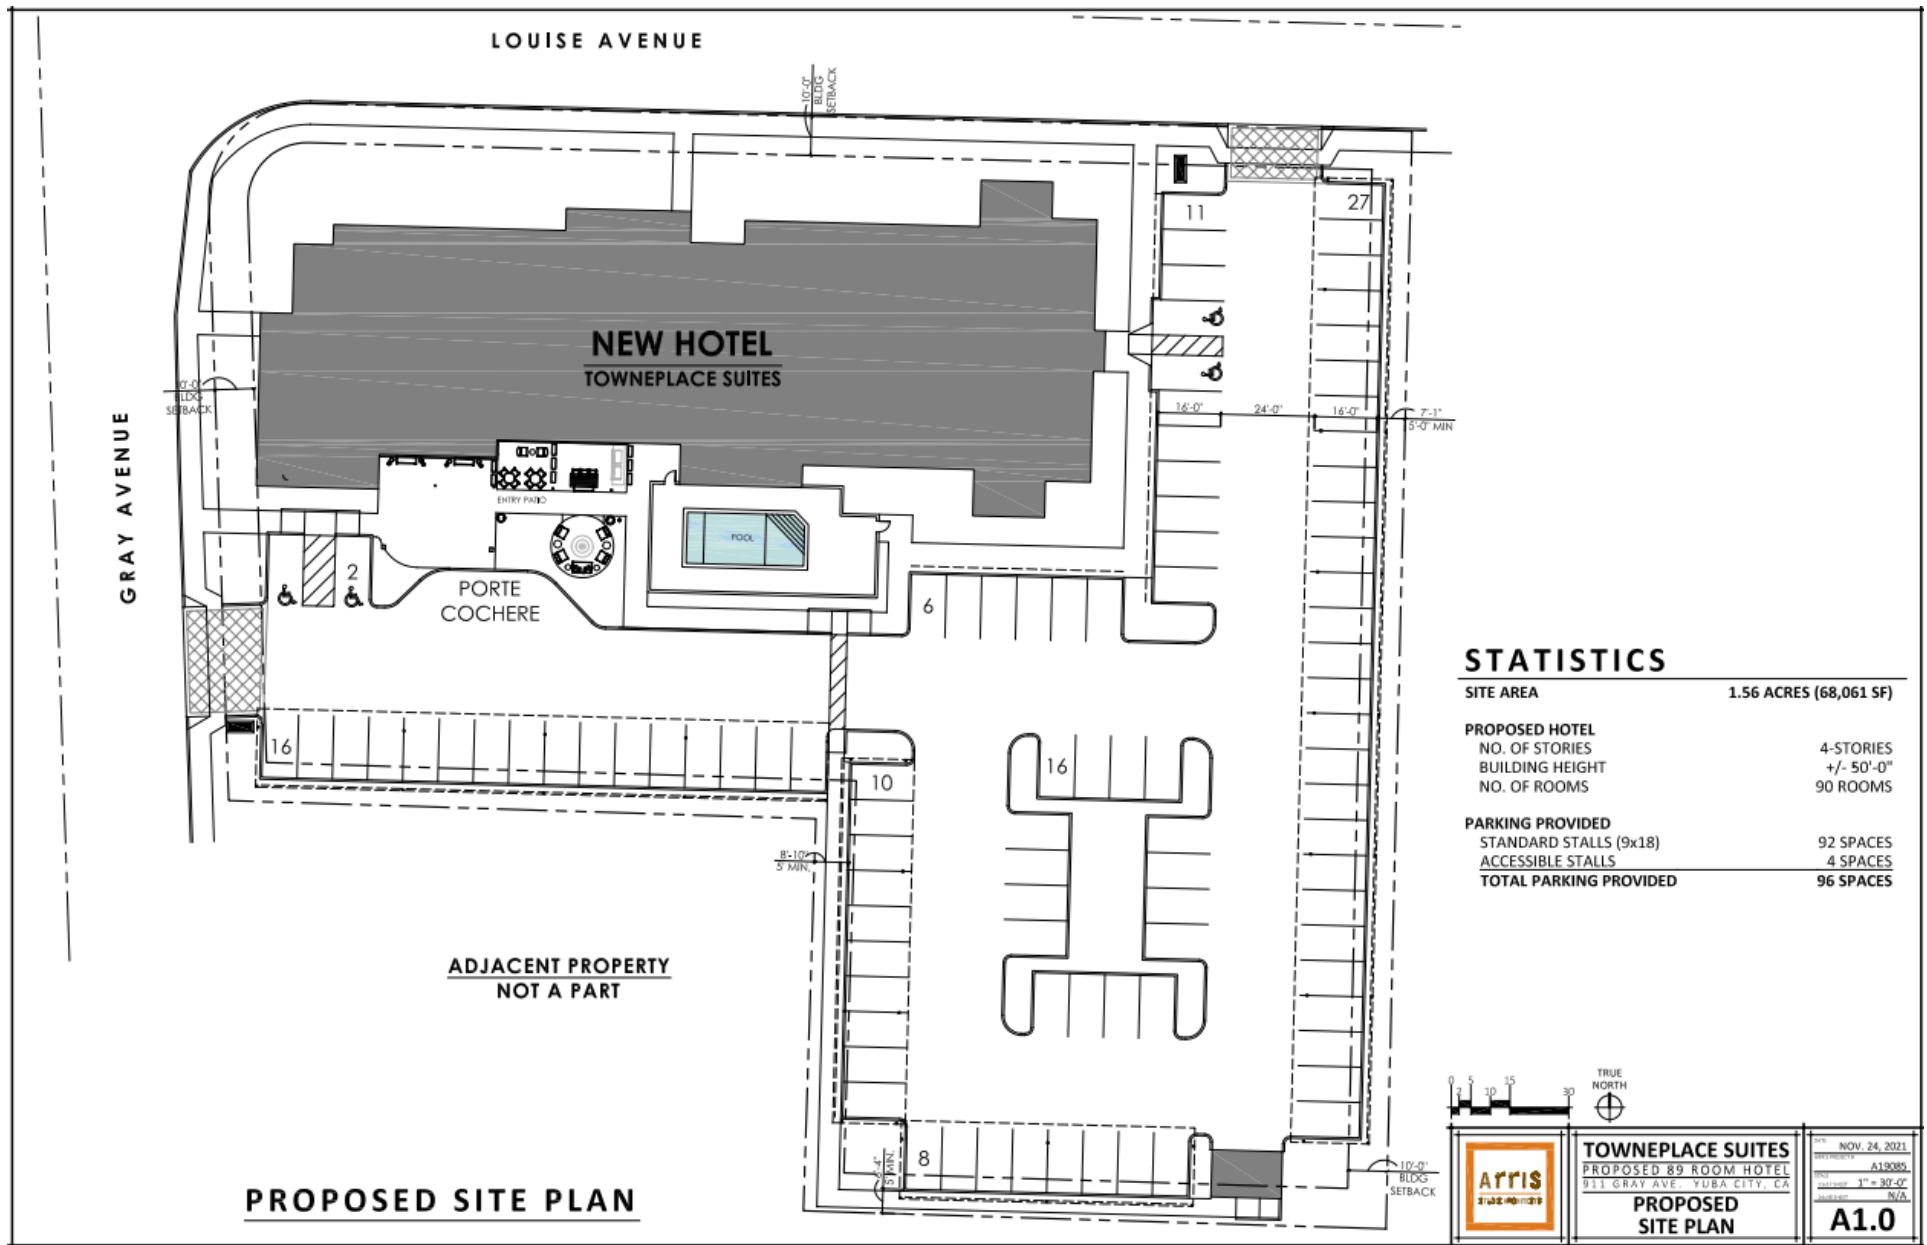 LOUISE AVENUE
10'-0"
BLDG
SETBACK
27
11
NEW HOTEL
TOWNEPLACE SUITES
10'-0"
BLDG
SETBACK
16'-0"
24'-0"
16'-0"
7'-1"
5'-0" MIN
GRAY AVENUE
ENTRY PATIO
POOL
2
PORTE
COCHERE
6
STATISTICS
SITE AREA 1.56 ACRES (68,061 SF)
PROPOSED HOTEL
NO. OF STORIES 4-STORIES
BUILDING HEIGHT +/- 50'-0"
NO. OF ROOMS 90 ROOMS
PARKING PROVIDED
STANDARD STALLS (9x18) 92 SPACES
ACCESSIBLE STALLS 4 SPACES
TOTAL PARKING PROVIDED 96 SPACES
16
10
16
8'-10"
5' MIN.
ADJACENT PROPERTY
NOT A PART
8
5' MIN.
10'-0"
BLDG
SETBACK
PROPOSED SITE PLAN
0 2 5 10 15 30
TRUE
NORTH
Arris
TOWNEPLACE SUITES
PROPOSED 89 ROOM HOTEL
911 GRAY AVE. YUBA CITY, CA
PROPOSED
SITE PLAN
NOV. 24, 2021
A19085
1" = 30'-0"
N/A
A1.0